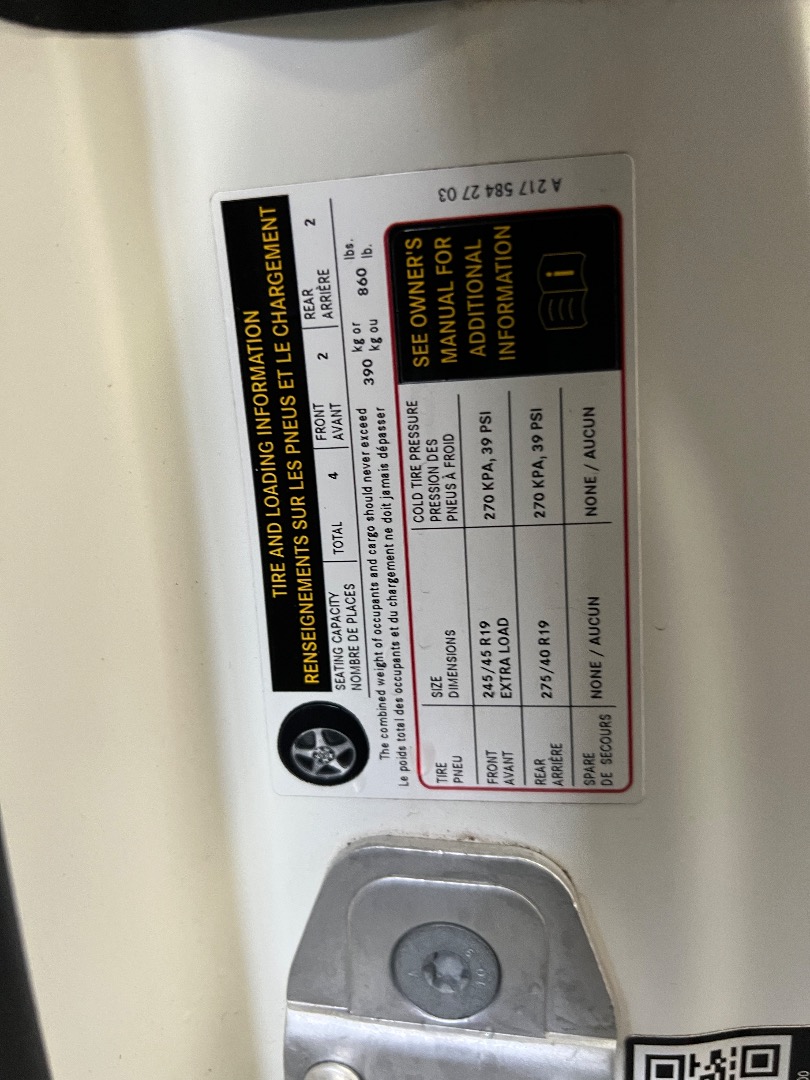 TIRE AND LOADING INFORMATION
RENSEIGNEMENTS SUR LES PNEUS ET LE CHARGEMENT
SEATING CAPACITY
NOMBRE DE PLACES
TOTAL 4
FRONT
AVANT
2
REAR
ARRIÈRE
2
The combined weight of occupants and cargo should never exceed 390 kg or 860 lbs.
Le poids total des occupants et du chargement ne doit jamais dépasser kg ou lb.
TIRE
PNEU
SIZE
DIMENSIONS
COLD TIRE PRESSURE
PRESSION DES
PNEUS À FROID
FRONT
AVANT
245/45 R19
EXTRA LOAD
270 KPA, 39 PSI
REAR
ARRIÈRE
275/40 R19
270 KPA, 39 PSI
SPARE
DE SECOURS
NONE / AUCUN
NONE / AUCUN
SEE OWNER'S
MANUAL FOR
ADDITIONAL
INFORMATION
A 217 584 27 03